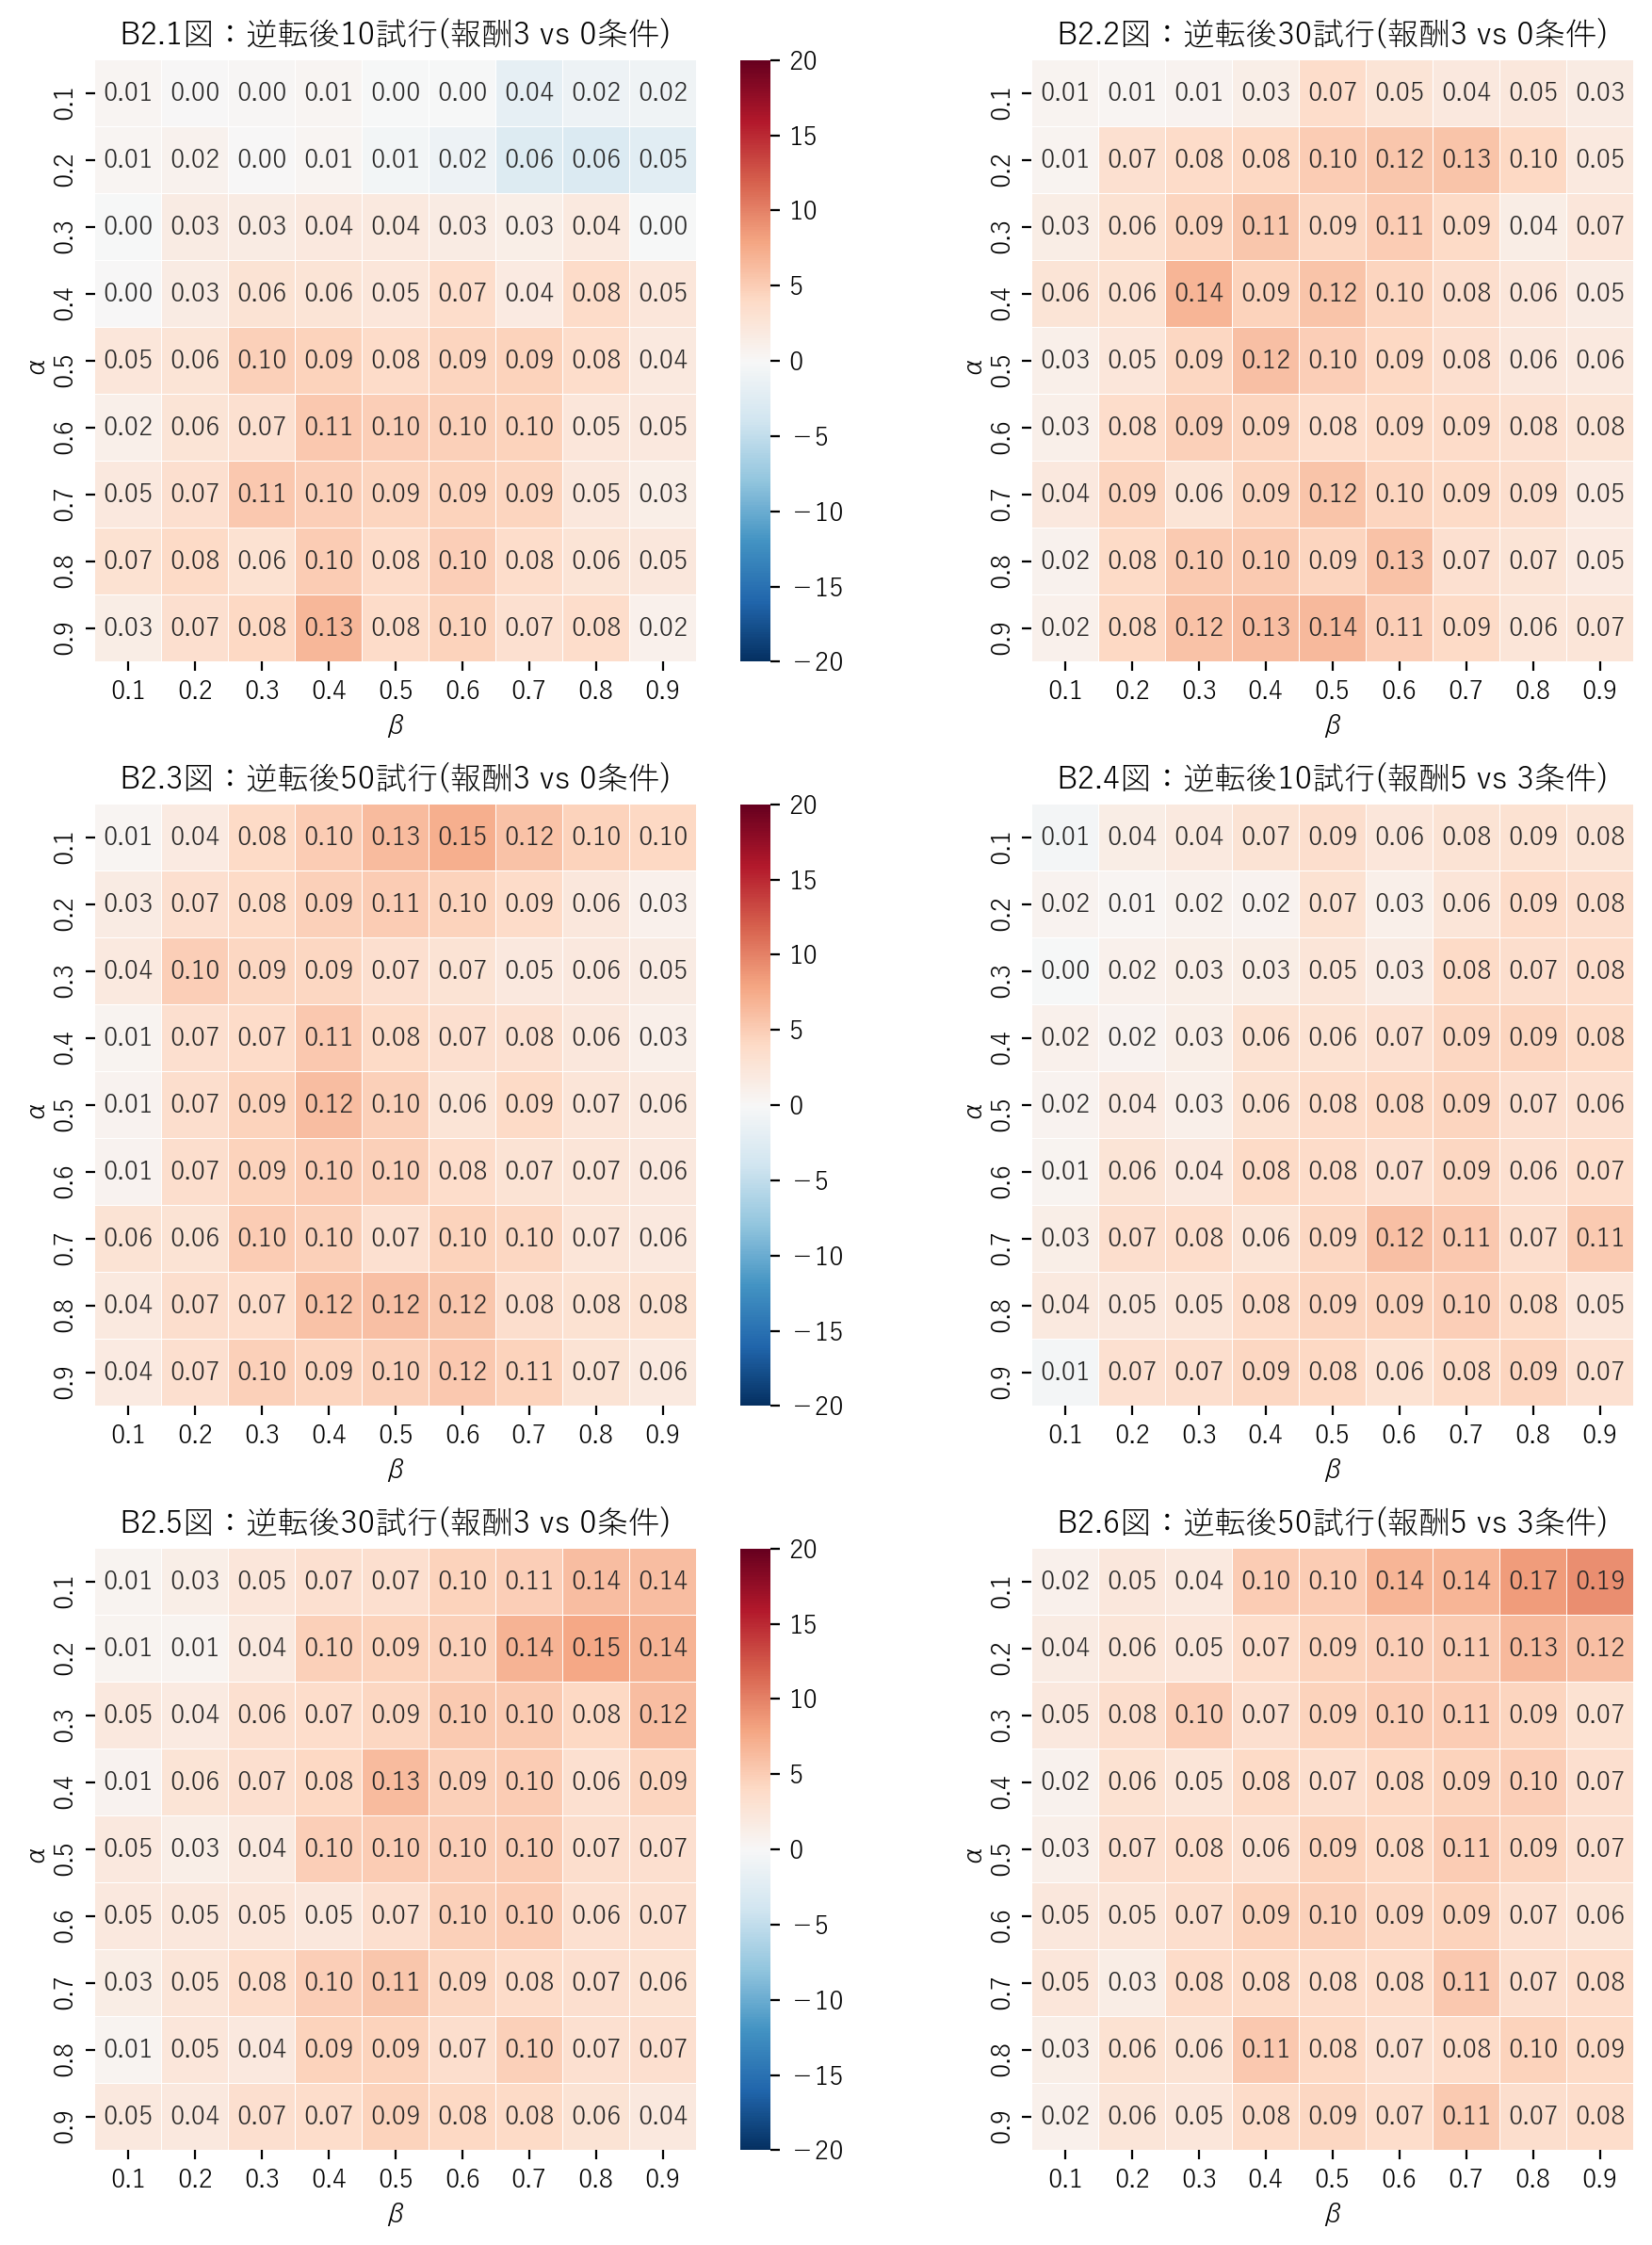 B2.1図：逆転後10試行(報酬3 vs 0条件)
0.1 0.01 0.00 0.00 0.01 0.00 0.00 0.04 0.02 0.02
0.2 0.01 0.02 0.00 0.01 0.01 0.02 0.06 0.06 0.05
0.3 0.00 0.03 0.03 0.04 0.04 0.03 0.03 0.04 0.00
0.4 0.00 0.03 0.06 0.06 0.05 0.07 0.04 0.08 0.05
α
0.5 0.05 0.06 0.10 0.09 0.08 0.09 0.09 0.08 0.04
0.6 0.02 0.06 0.07 0.11 0.10 0.10 0.10 0.05 0.05
0.7 0.05 0.07 0.11 0.10 0.09 0.09 0.09 0.05 0.03
0.8 0.07 0.08 0.06 0.10 0.08 0.10 0.08 0.06 0.05
0.9 0.03 0.07 0.08 0.13 0.08 0.10 0.07 0.08 0.02
0.1 0.2 0.3 0.4 0.5 0.6 0.7 0.8 0.9
β
20
15
10
5
0
−5
−10
−15
−20
B2.2図：逆転後30試行(報酬3 vs 0条件)
0.1 0.01 0.01 0.01 0.03 0.07 0.05 0.04 0.05 0.03
0.2 0.01 0.07 0.08 0.08 0.10 0.12 0.13 0.10 0.05
0.3 0.03 0.06 0.09 0.11 0.09 0.11 0.09 0.04 0.07
0.4 0.06 0.06 0.14 0.09 0.12 0.10 0.08 0.06 0.05
α
0.5 0.03 0.05 0.09 0.12 0.10 0.09 0.08 0.06 0.06
0.6 0.03 0.08 0.09 0.09 0.08 0.09 0.09 0.08 0.08
0.7 0.04 0.09 0.06 0.09 0.12 0.10 0.09 0.09 0.05
0.8 0.02 0.08 0.10 0.10 0.09 0.13 0.07 0.07 0.05
0.9 0.02 0.08 0.12 0.13 0.14 0.11 0.09 0.06 0.07
0.1 0.2 0.3 0.4 0.5 0.6 0.7 0.8 0.9
β
B2.3図：逆転後50試行(報酬3 vs 0条件)
0.1 0.01 0.04 0.08 0.10 0.13 0.15 0.12 0.10 0.10
0.2 0.03 0.07 0.08 0.09 0.11 0.10 0.09 0.06 0.03
0.3 0.04 0.10 0.09 0.09 0.07 0.07 0.05 0.06 0.05
0.4 0.01 0.07 0.07 0.11 0.08 0.07 0.08 0.06 0.03
α
0.5 0.01 0.07 0.09 0.12 0.10 0.06 0.09 0.07 0.06
0.6 0.01 0.07 0.09 0.10 0.10 0.08 0.07 0.07 0.06
0.7 0.06 0.06 0.10 0.10 0.07 0.10 0.10 0.07 0.06
0.8 0.04 0.07 0.07 0.12 0.12 0.12 0.08 0.08 0.08
0.9 0.04 0.07 0.10 0.09 0.10 0.12 0.11 0.07 0.06
0.1 0.2 0.3 0.4 0.5 0.6 0.7 0.8 0.9
β
20
15
10
5
0
−5
−10
−15
−20
B2.4図：逆転後10試行(報酬5 vs 3条件)
0.1 0.01 0.04 0.04 0.07 0.09 0.06 0.08 0.09 0.08
0.2 0.02 0.01 0.02 0.02 0.07 0.03 0.06 0.09 0.08
0.3 0.00 0.02 0.03 0.03 0.05 0.03 0.08 0.07 0.08
0.4 0.02 0.02 0.03 0.06 0.06 0.07 0.09 0.09 0.08
α
0.5 0.02 0.04 0.03 0.06 0.08 0.08 0.09 0.07 0.06
0.6 0.01 0.06 0.04 0.08 0.08 0.07 0.09 0.06 0.07
0.7 0.03 0.07 0.08 0.06 0.09 0.12 0.11 0.07 0.11
0.8 0.04 0.05 0.05 0.08 0.09 0.09 0.10 0.08 0.05
0.9 0.01 0.07 0.07 0.09 0.08 0.06 0.08 0.09 0.07
0.1 0.2 0.3 0.4 0.5 0.6 0.7 0.8 0.9
β
B2.5図：逆転後30試行(報酬3 vs 0条件)
0.1 0.01 0.03 0.05 0.07 0.07 0.10 0.11 0.14 0.14
0.2 0.01 0.01 0.04 0.10 0.09 0.10 0.14 0.15 0.14
0.3 0.05 0.04 0.06 0.07 0.09 0.10 0.10 0.08 0.12
0.4 0.01 0.06 0.07 0.08 0.13 0.09 0.10 0.06 0.09
α
0.5 0.05 0.03 0.04 0.10 0.10 0.10 0.10 0.07 0.07
0.6 0.05 0.05 0.05 0.05 0.07 0.10 0.10 0.06 0.07
0.7 0.03 0.05 0.08 0.10 0.11 0.09 0.08 0.07 0.06
0.8 0.01 0.05 0.04 0.09 0.09 0.07 0.10 0.07 0.07
0.9 0.05 0.04 0.07 0.07 0.09 0.08 0.08 0.06 0.04
0.1 0.2 0.3 0.4 0.5 0.6 0.7 0.8 0.9
β
20
15
10
5
0
−5
−10
−15
−20
B2.6図：逆転後50試行(報酬5 vs 3条件)
0.1 0.02 0.05 0.04 0.10 0.10 0.14 0.14 0.17 0.19
0.2 0.04 0.06 0.05 0.07 0.09 0.10 0.11 0.13 0.12
0.3 0.05 0.08 0.10 0.07 0.09 0.10 0.11 0.09 0.07
0.4 0.02 0.06 0.05 0.08 0.07 0.08 0.09 0.10 0.07
α
0.5 0.03 0.07 0.08 0.06 0.09 0.08 0.11 0.09 0.07
0.6 0.05 0.05 0.07 0.09 0.10 0.09 0.09 0.07 0.06
0.7 0.05 0.03 0.08 0.08 0.08 0.08 0.11 0.07 0.08
0.8 0.03 0.06 0.06 0.11 0.08 0.07 0.08 0.10 0.09
0.9 0.02 0.06 0.05 0.08 0.09 0.07 0.11 0.07 0.08
0.1 0.2 0.3 0.4 0.5 0.6 0.7 0.8 0.9
β